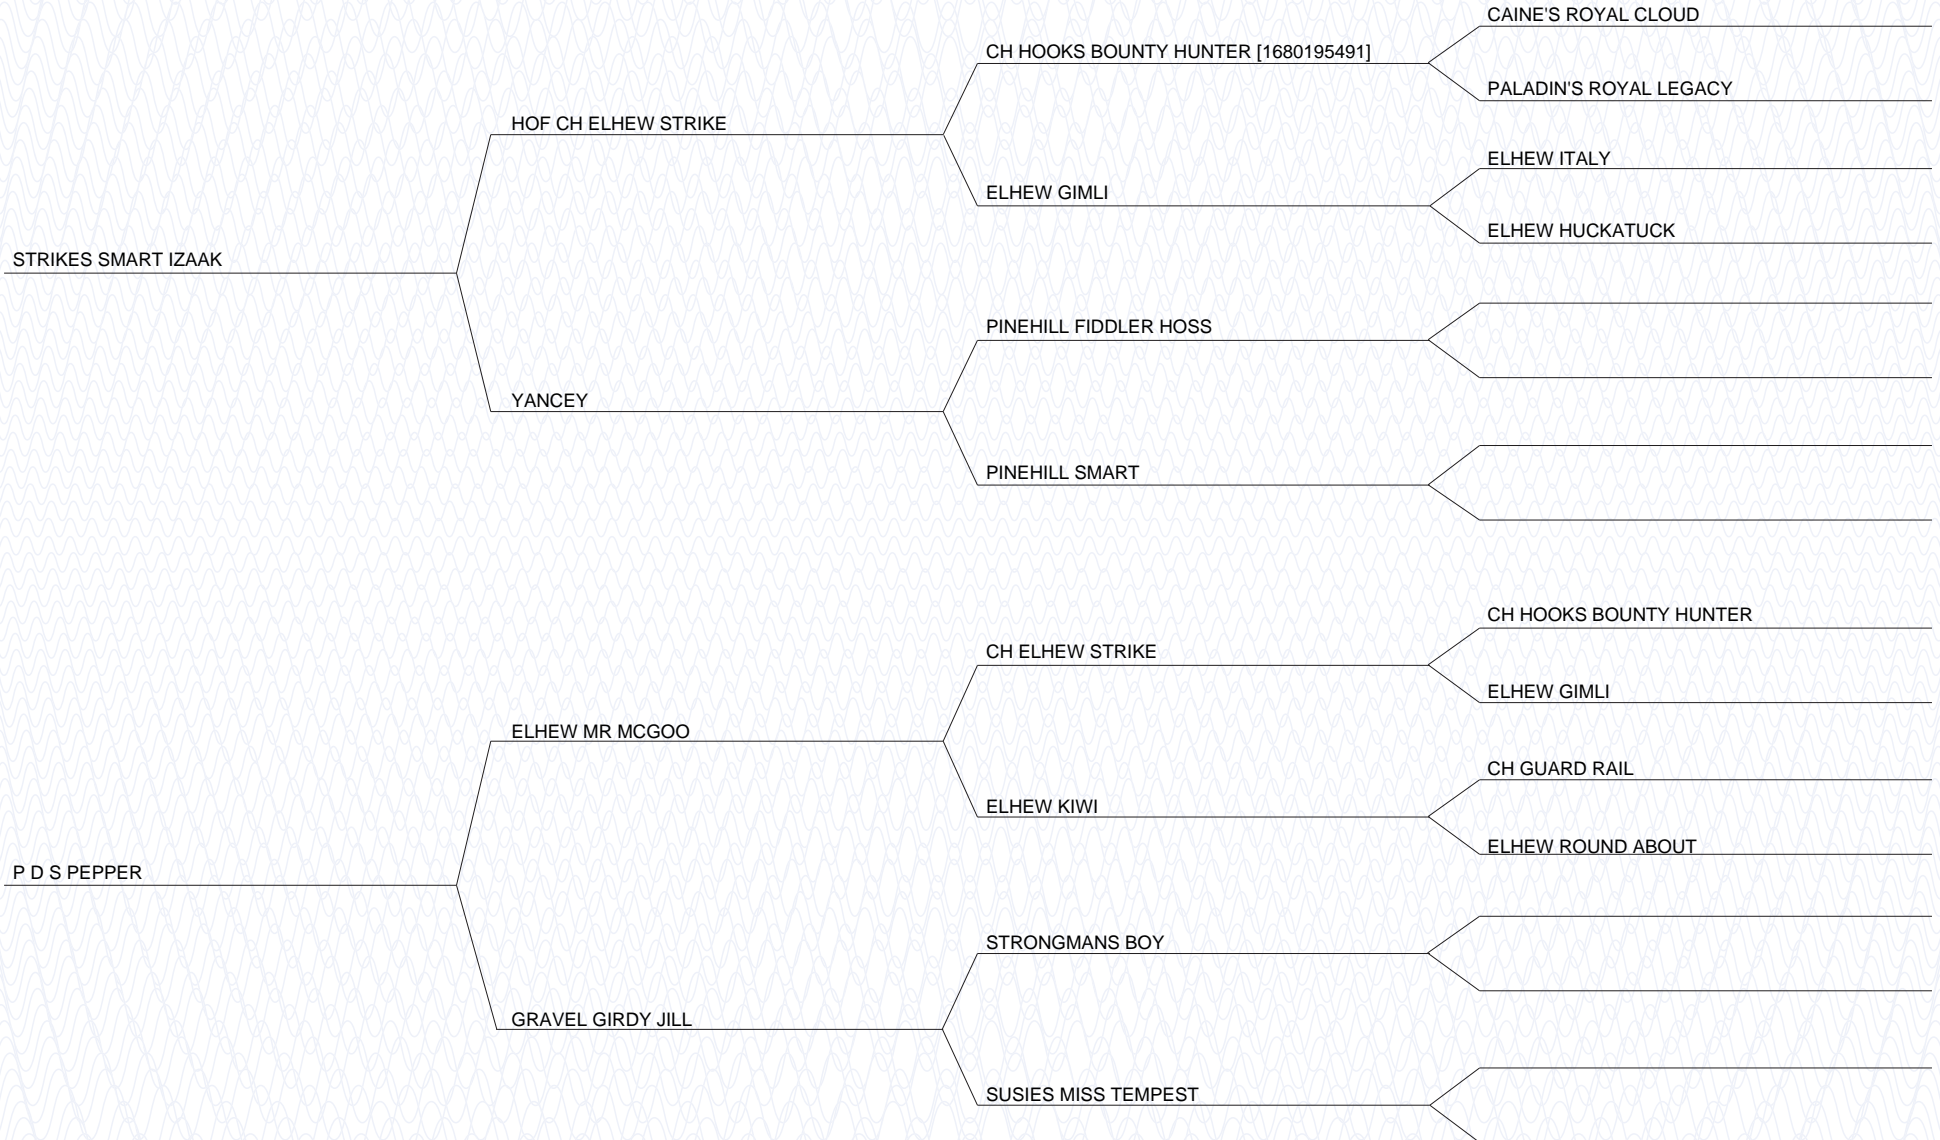 CAINE'S ROYAL CLOUD
CH HOOKS BOUNTY HUNTER [1680195491]
PALADIN'S ROYAL LEGACY
HOF CH ELHEW STRIKE
ELHEW ITALY
ELHEW GIMLI
ELHEW HUCKATUCK
STRIKES SMART IZAAK
PINEHILL FIDDLER HOSS
YANCEY
PINEHILL SMART
CH HOOKS BOUNTY HUNTER
CH ELHEW STRIKE
ELHEW GIMLI
ELHEW MR MCGOO
CH GUARD RAIL
ELHEW KIWI
ELHEW ROUND ABOUT
P D S PEPPER
STRONGMANS BOY
GRAVEL GIRDY JILL
SUSIES MISS TEMPEST